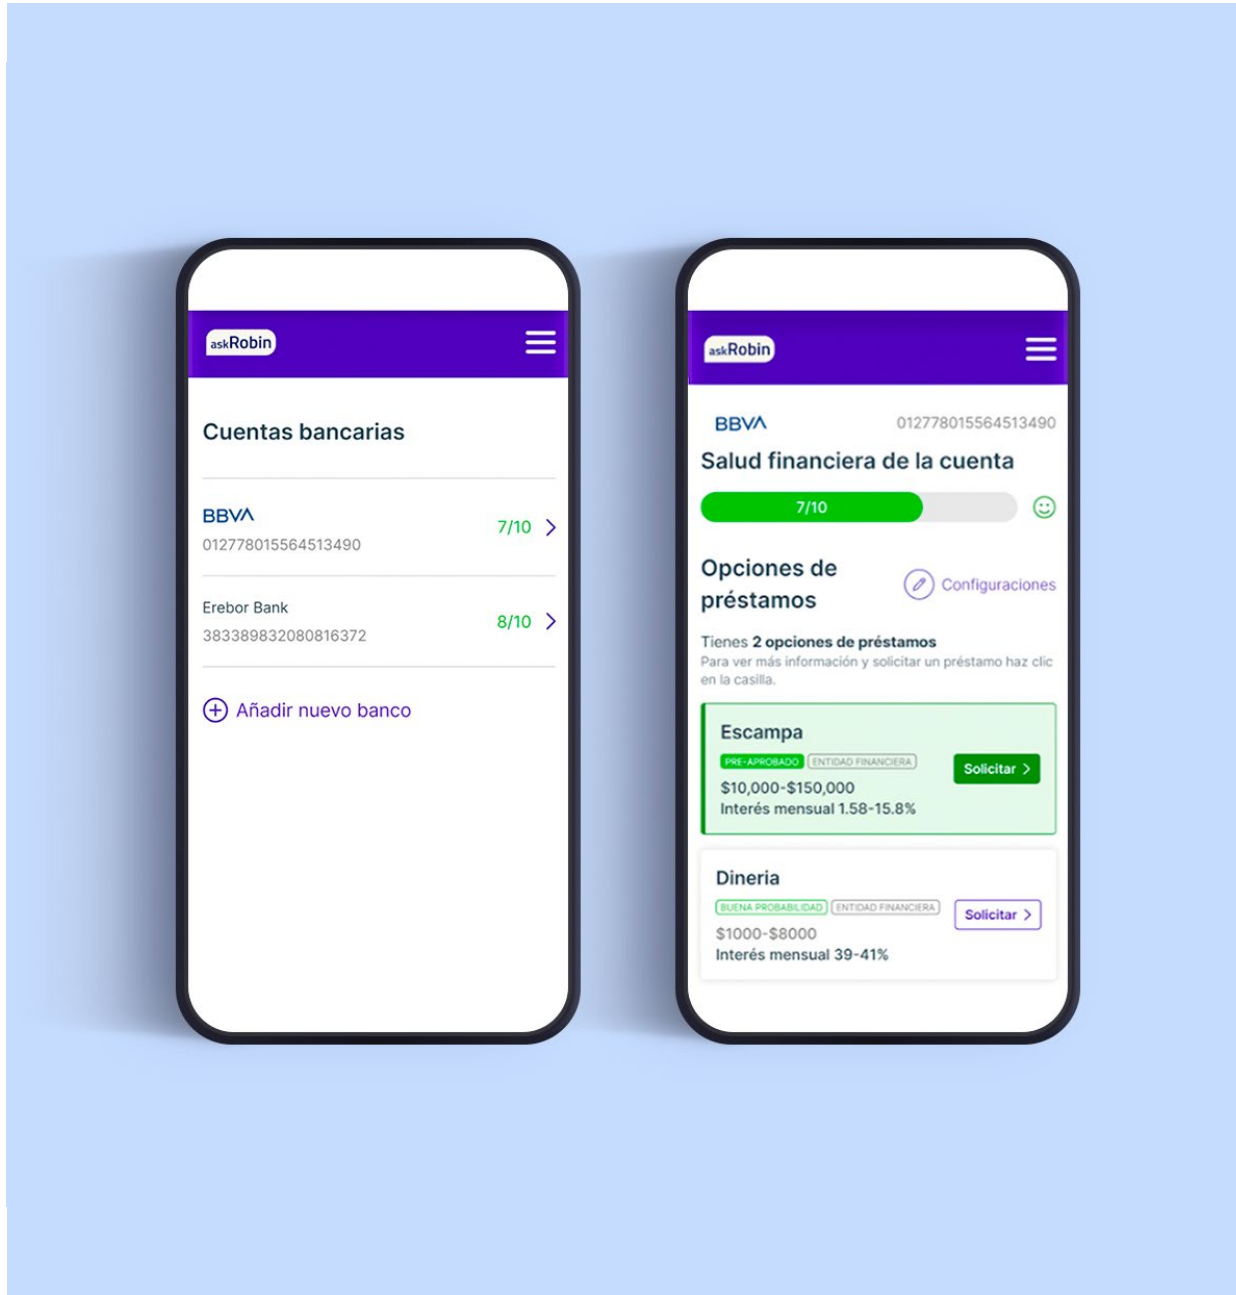 askRobin
Cuentas bancarias
BBVA
012778015564513490
7/10
Erebor Bank
383389832080816372
8/10
Añadir nuevo banco
askRobin
BBVA
012778015564513490
Salud financiera de la cuenta
7/10
Opciones de
préstamos
Configuraciones
Tienes 2 opciones de préstamos
Para ver más información y solicitar un préstamo haz clic
en la casilla.
Escampa
PRE-APROBADO ENTIDAD FINANCIERA
Solicitar
$10,000-$150,000
Interés mensual 1.58-15.8%
Dineria
BUENA PROBABILIDAD ENTIDAD FINANCIERA
Solicitar
$1000-$8000
Interés mensual 39-41%